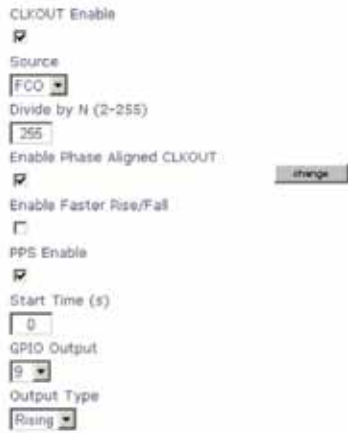 CLKOUT Enable
Source
FCO
Divide by N (2-255)
255
Enable Phase Aligned CLKOUT
change
Enable Faster Rise/Fall
PPS Enable
Start Time (s)
0
GPIO Output
9
Output Type
Rising